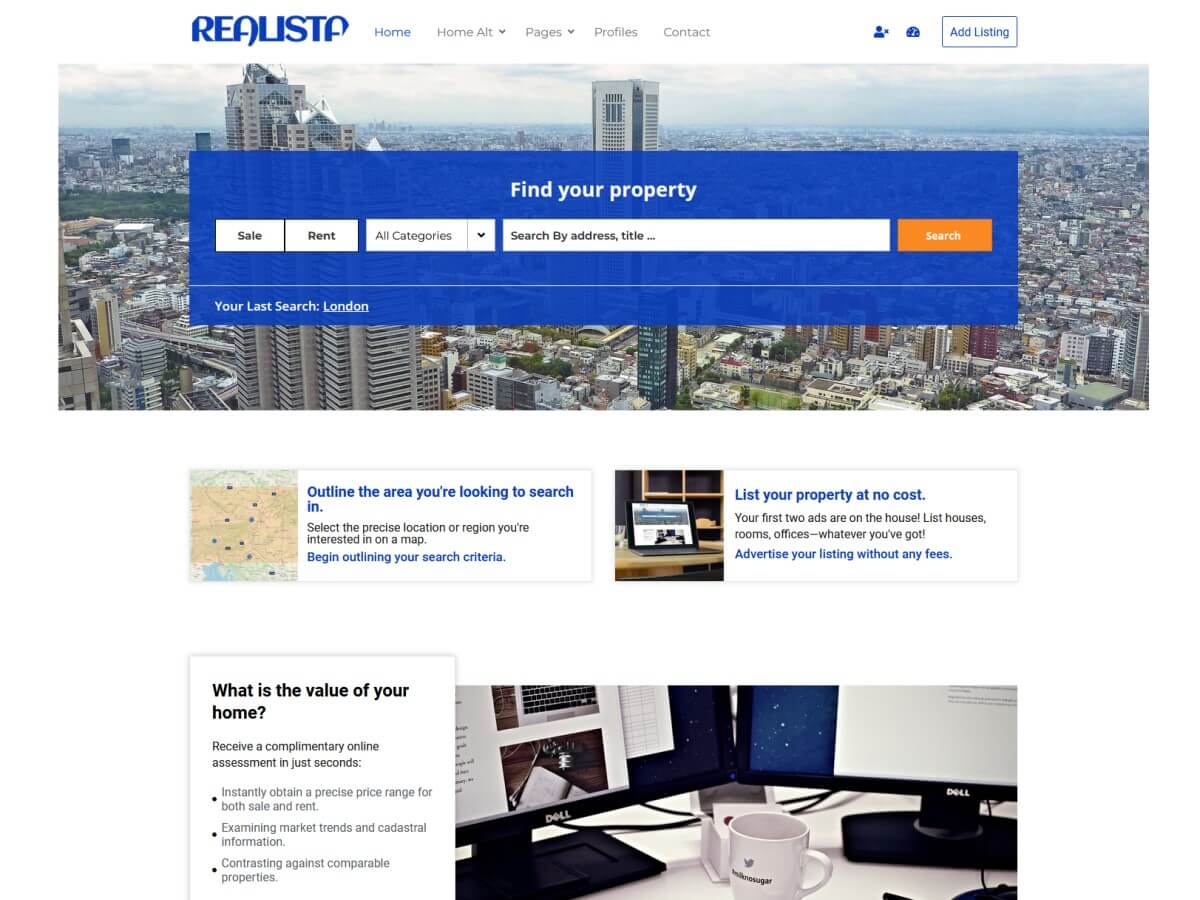 REALISTA
Home
Home Alt
Pages
Profiles
Contact
Add Listing
Find your property
Sale
Rent
All Categories
Search By address, title ...
Search
Your Last Search: London
Outline the area you're looking to search
in.
Select the precise location or region you're
interested in on a map.
Begin outlining your search criteria.
List your property at no cost.
Your first two ads are on the house! List houses,
rooms, offices—whatever you've got!
Advertise your listing without any fees.
What is the value of your
home?
Receive a complimentary online
assessment in just seconds:
Instantly obtain a precise price range for
both sale and rent.
Examining market trends and cadastral
information.
Contrasting against comparable
properties.
DELL
DELL
#milknosugar